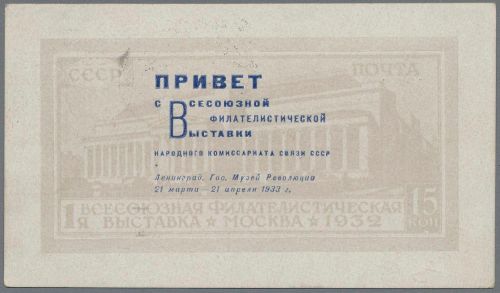 СССР ПОЧТА
ПРИВЕТ
С ВСЕСОЮЗНОЙ
ФИЛАТЕЛИСТИЧЕСКОЙ
ВЫСТАВКИ
НАРОДНОГО КОМИССАРИАТА СВЯЗИ СССР
Ленинград, Гос. Музей Революции
21 марта — 21 апреля 1933 г.
1Я ВСЕСОЮЗНАЯ ФИЛАТЕЛИСТИЧЕСКАЯ 15
ВЫСТАВКА ★ МОСКВА ★ 1932 КОП